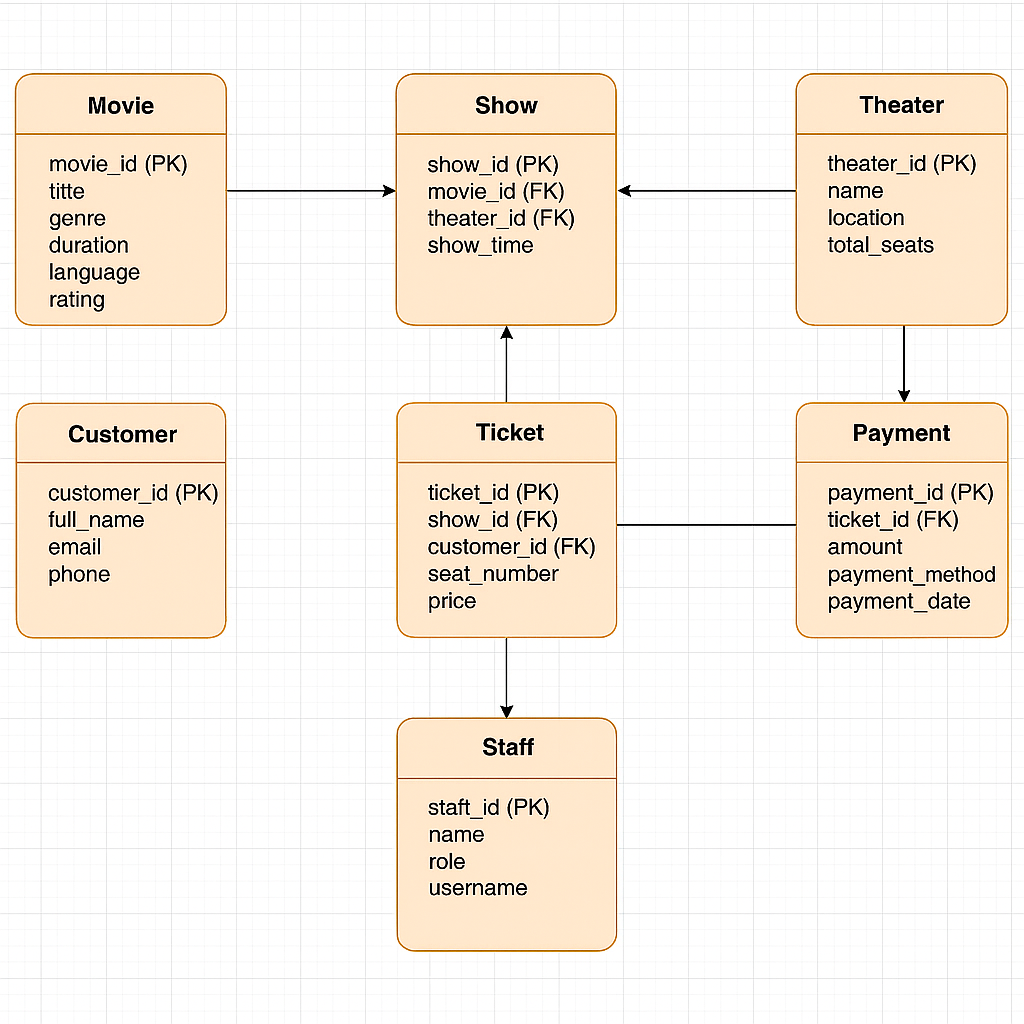 Movie
movie_id (PK)
titte
genre
duration
language
rating
Show
show_id (PK)
movie_id (FK)
theater_id (FK)
show_time
Theater
theater_id (PK)
name
location
total_seats
Customer
customer_id (PK)
full_name
email
phone
Ticket
ticket_id (PK)
show_id (FK)
customer_id (FK)
seat_number
price
Payment
payment_id (PK)
ticket_id (FK)
amount
payment_method
payment_date
Staff
staft_id (PK)
name
role
username